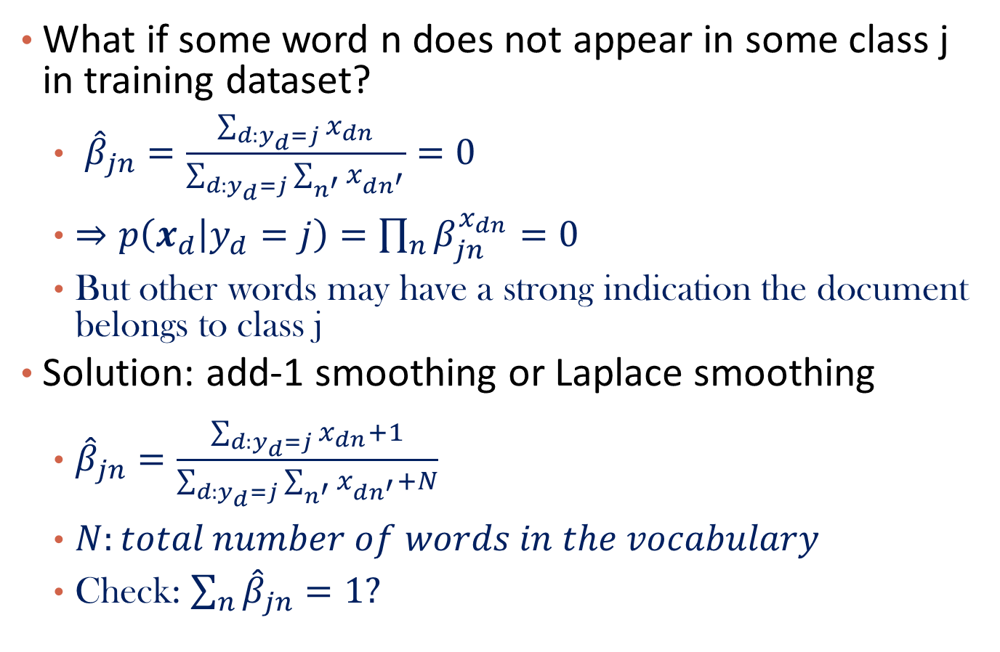 • What if some word n does not appear in some class j
in training dataset?
• $\hat{\beta}_{jn} = \frac{\sum_{d:y_d=j} x_{dn}}{\sum_{d:y_d=j} \sum_{n'} x_{dn'}} = 0$
• $\Rightarrow p(\boldsymbol{x}_d|y_d = j) = \prod_n \beta_{jn}^{x_{dn}} = 0$
• But other words may have a strong indication the document
belongs to class j
• Solution: add-1 smoothing or Laplace smoothing
• $\hat{\beta}_{jn} = \frac{\sum_{d:y_d=j} x_{dn}+1}{\sum_{d:y_d=j} \sum_{n'} x_{dn'}+N}$
• $N: total\ number\ of\ words\ in\ the\ vocabulary$
• Check: $\sum_n \hat{\beta}_{jn} = 1?$